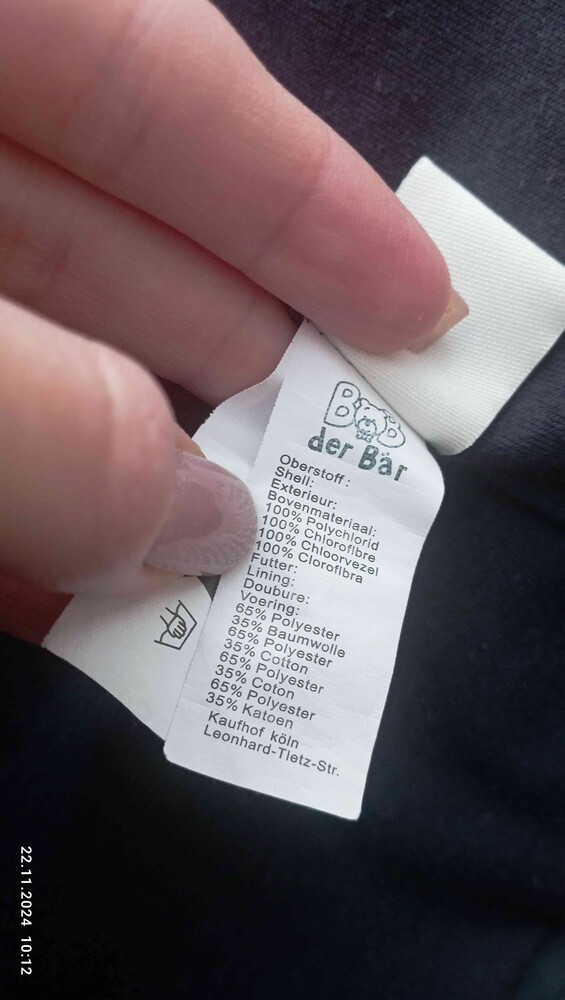 BOB
der Bär
Oberstoff:
Shell:
Exterieur:
Bovenmateriaal:
100% Polychlorid
100% Chlorofibre
100% Chloorvezel
100% Clorofibra
Futter:
Lining:
Doubure:
Voering:
65% Polyester
35% Baumwolle
65% Polyester
35% Cotton
65% Polyester
35% Coton
65% Polyester
35% Katoen
Kaufhof köln
Leonhard-Tietz-Str.
22.11.2024 10:12